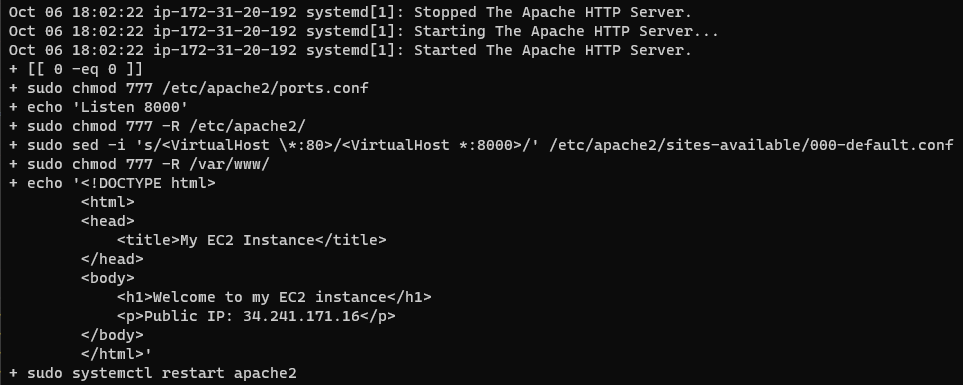 Oct 06 18:02:22 ip-172-31-20-192 systemd[1]: Stopped The Apache HTTP Server.
Oct 06 18:02:22 ip-172-31-20-192 systemd[1]: Starting The Apache HTTP Server...
Oct 06 18:02:22 ip-172-31-20-192 systemd[1]: Started The Apache HTTP Server.
+ [[ 0 -eq 0 ]]
+ sudo chmod 777 /etc/apache2/ports.conf
+ echo 'Listen 8000'
+ sudo chmod 777 -R /etc/apache2/
+ sudo sed -i 's/<VirtualHost \*:80>/<VirtualHost *:8000>/' /etc/apache2/sites-available/000-default.conf
+ sudo chmod 777 -R /var/www/
+ echo '<!DOCTYPE html>
        <html>
        <head>
            <title>My EC2 Instance</title>
        </head>
        <body>
            <h1>Welcome to my EC2 instance</h1>
            <p>Public IP: 34.241.171.16</p>
        </body>
        </html>'
+ sudo systemctl restart apache2